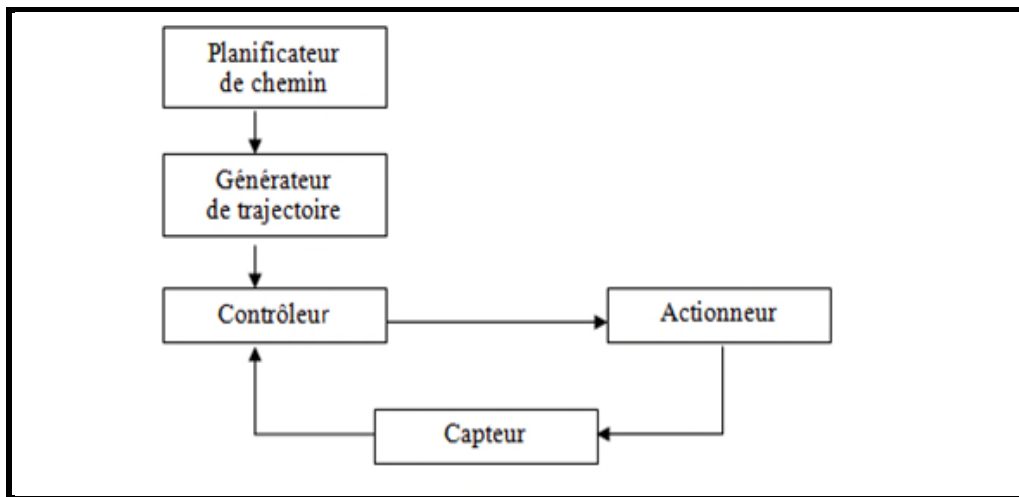 Planificateur
de chemin
Générateur
de trajectoire
Contrôleur
Actionneur
Capteur